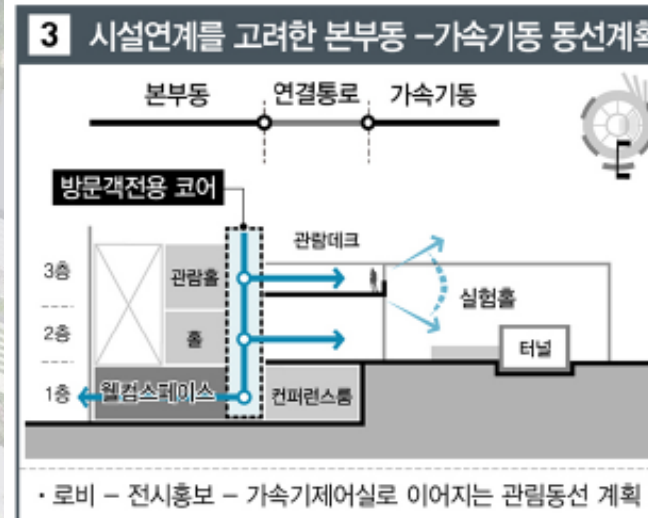 3 시설연계를 고려한 본부동 -가속기동 동선계획
본부동 연결통로 가속기동
방문객전용 코어
관람데크
3층 관람홀
실험홀
2층 홀
터널
1층 웰컴스페이스 컨퍼런스룸
· 로비 - 전시홍보 - 가속기제어실로 이어지는 관림동선 계획